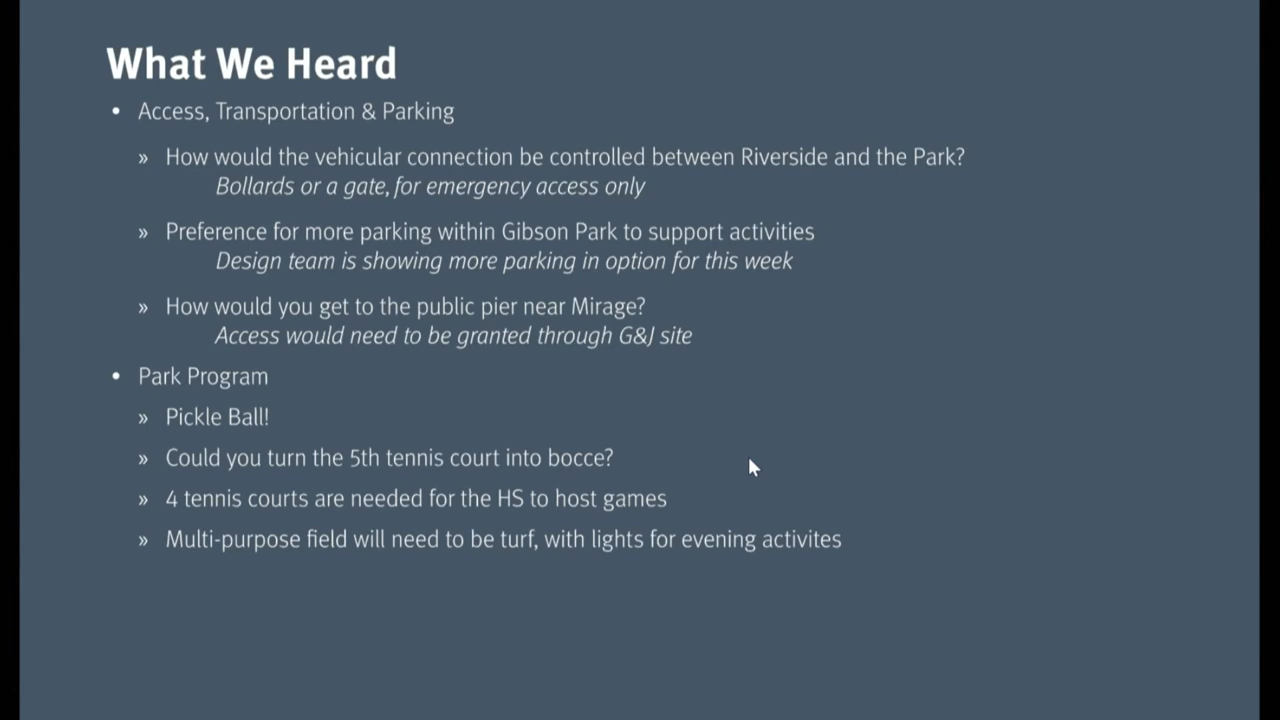 What We Heard
• Access, Transportation & Parking
» How would the vehicular connection be controlled between Riverside and the Park?
Bollards or a gate, for emergency access only
» Preference for more parking within Gibson Park to support activities
Design team is showing more parking in option for this week
» How would you get to the public pier near Mirage?
Access would need to be granted through G&J site
• Park Program
» Pickle Ball!
» Could you turn the 5th tennis court into bocce?
» 4 tennis courts are needed for the HS to host games
» Multi-purpose field will need to be turf, with lights for evening activites